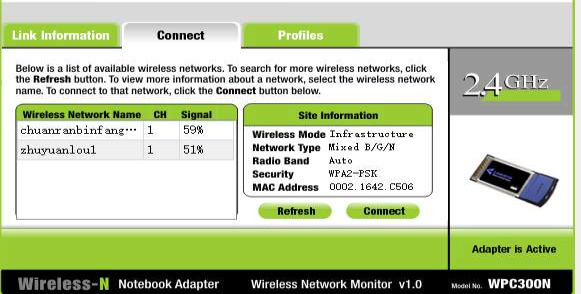 Link Information Connect Profiles
Below is a list of available wireless networks. To search for more wireless networks, click
the Refresh button. To view more information about a network, select the wireless network
name. To connect to that network, click the Connect button below.
2.4GHz
Wireless Network Name CH Signal
chuanranbinfang··· 1 59%
zhuyuanlou1 1 51%
Site Information
Wireless Mode Infrastructure
Network Type Mixed B/G/N
Radio Band Auto
Security WPA2-PSK
MAC Address 0002.1642.C506
Refresh Connect
Adapter is Active
Wireless-N Notebook Adapter Wireless Network Monitor v1.0 Model No. WPC300N